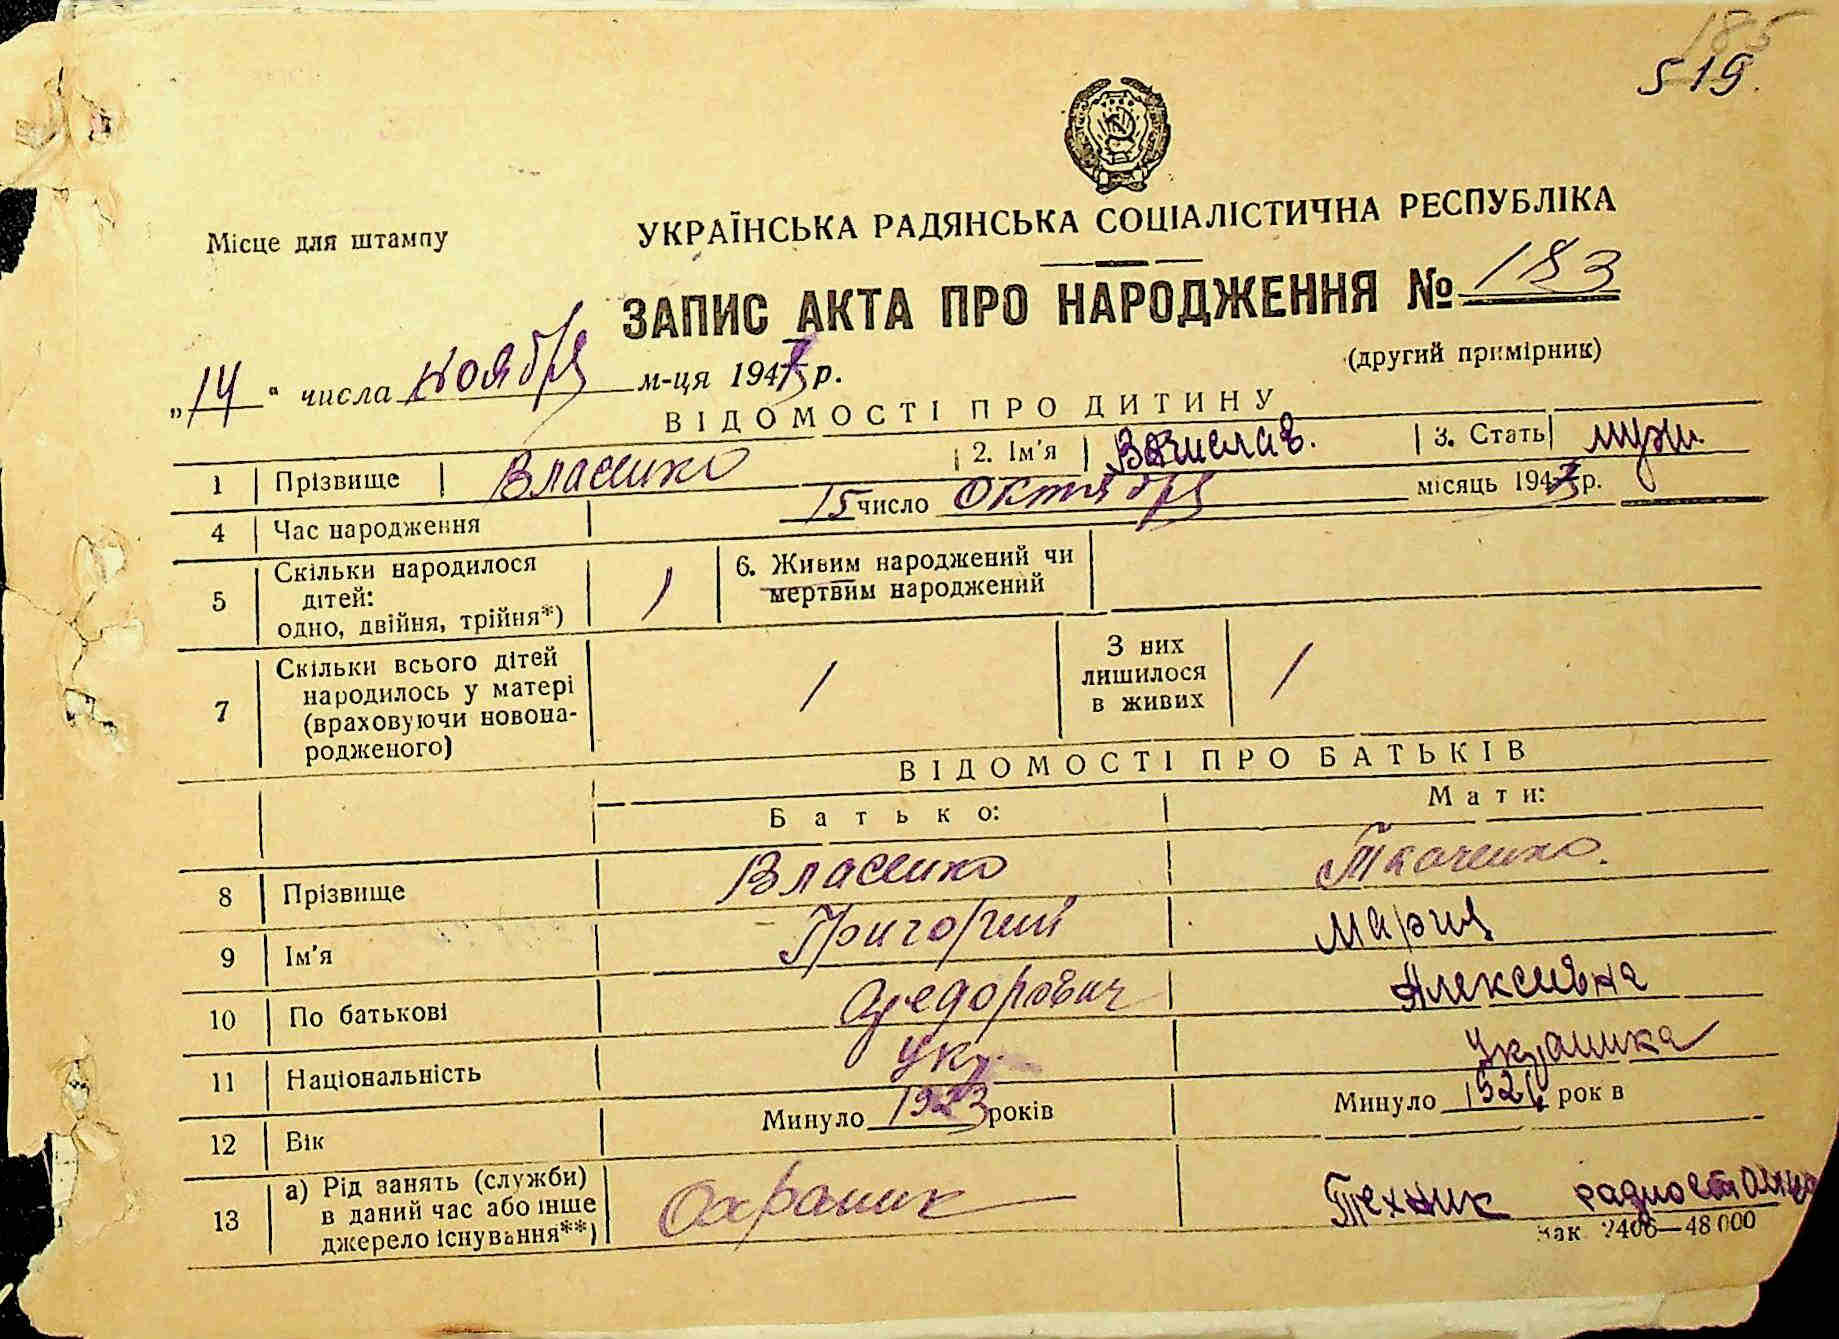 185
519.
Місце для штампу
УКРАЇНСЬКА РАДЯНСЬКА СОЦІАЛІСТИЧНА РЕСПУБЛІКА
ЗАПИС АКТА ПРО НАРОДЖЕННЯ № 183
(другий примірник)
„14“ числа ноября м-ця 194 р.
ВІДОМОСТІ ПРО ДИТИНУ
1 Прізвище Власенко 2. Ім'я 3. Стать муж.
4 Час народження 15 число Октября місяць 194 р.
5 Скільки народилося дітей: одно, двійня, трійня*) 1 6. Живим народжений чи мертвим народжений
7 Скільки всього дітей народилось у матері (враховуючи новонародженого) 1 З них лишилося в живих 1
ВІДОМОСТІ ПРО БАТЬКІВ
Батько: Мати:
8 Прізвище Власенко Ткаченко.
9 Ім'я Григорий Мария
10 По батькові Федорович Алексеевна
11 Національність Укр Украинка
12 Вік Минуло 1923 років Минуло років
13 а) Рід занять (служби) в даний час або інше джерело існування**) Охраник Техник
Зак 2406—48 000